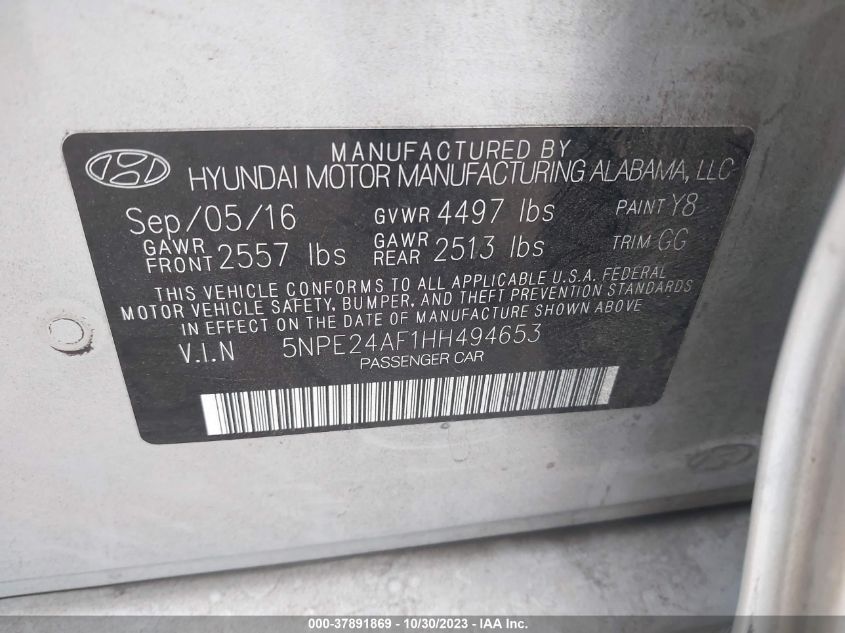 MANUFACTURED BY
HYUNDAI MOTOR MANUFACTURING ALABAMA, LLC
Sep/05/16 GVWR 4497 lbs PAINT Y8
GAWR FRONT 2557 lbs GAWR REAR 2513 lbs TRIM GG
THIS VEHICLE CONFORMS TO ALL APPLICABLE U.S.A. FEDERAL
MOTOR VEHICLE SAFETY, BUMPER, AND THEFT PREVENTION STANDARDS
IN EFFECT ON THE DATE OF MANUFACTURE SHOWN ABOVE
V.I.N 5NPE24AF1HH494653
PASSENGER CAR
000-37891869 - 10/30/2023 - IAA Inc.